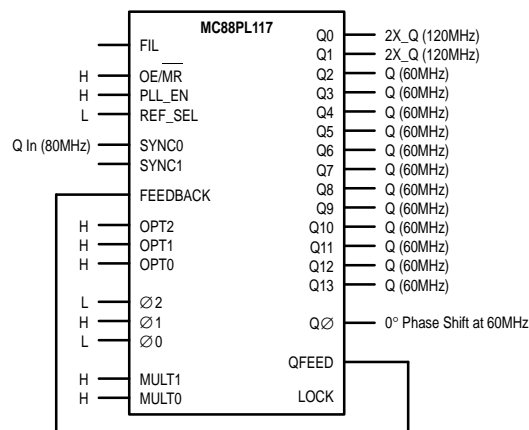 MC88PL117
FIL Q0 2X_Q (120MHz)
Q1 2X_Q (120MHz)
H OE/MR Q2 Q (60MHz)
H PLL_EN Q3 Q (60MHz)
L REF_SEL Q4 Q (60MHz)
Q5 Q (60MHz)
Q In (80MHz) SYNC0 Q6 Q (60MHz)
SYNC1 Q7 Q (60MHz)
FEEDBACK Q8 Q (60MHz)
Q9 Q (60MHz)
H OPT2 Q10 Q (60MHz)
H OPT1 Q11 Q (60MHz)
H OPT0 Q12 Q (60MHz)
Q13 Q (60MHz)
L ∅2
H ∅1 Q∅ 0° Phase Shift at 60MHz
L ∅0
QFEED
H MULT1
H MULT0 LOCK